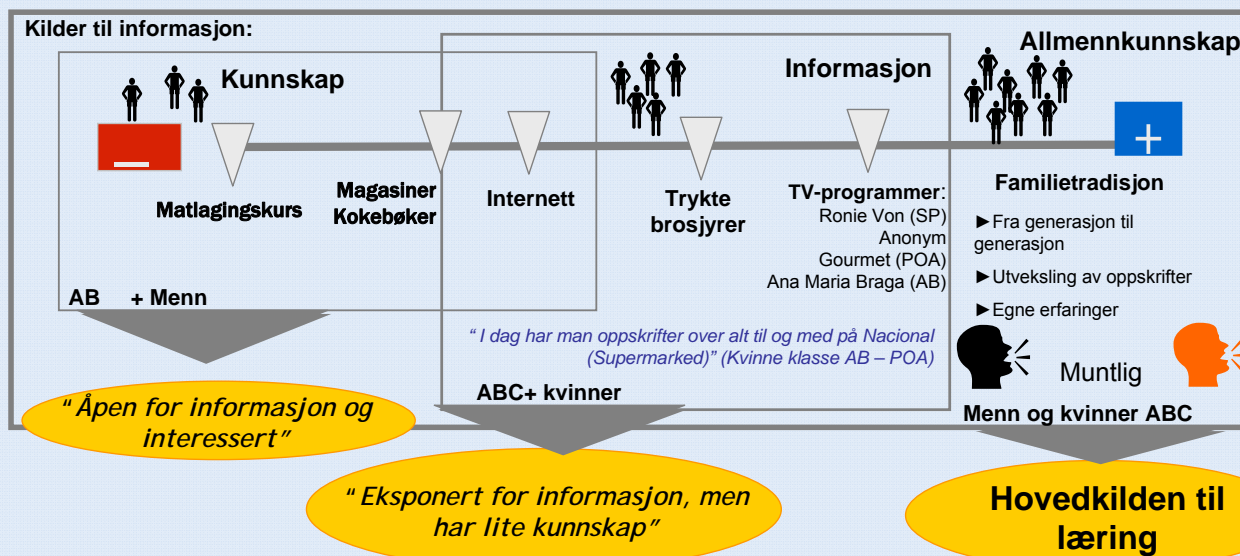 Kilder til informasjon:
Kunnskap
Informasjon
Allmennkunnskap
Matlagingskurs
Magasiner
Kokebøker
Internett
Trykte
brosjyrer
TV-programmer:
Ronie Von (SP)
Anonym
Gourmet (POA)
Ana Maria Braga (AB)
Familietradisjon
►Fra generasjon til
generasjon
►Utveksling av oppskrifter
►Egne erfaringer
Muntlig
Menn og kvinner ABC
AB + Menn
“ I dag har man oppskrifter over alt til og med på Nacional
(Supermarked)” (Kvinne klasse AB – POA)
ABC+ kvinner
“Åpen for informasjon og
interessert”
“Eksponert for informasjon, men
har lite kunnskap”
Hovedkilden til
læring